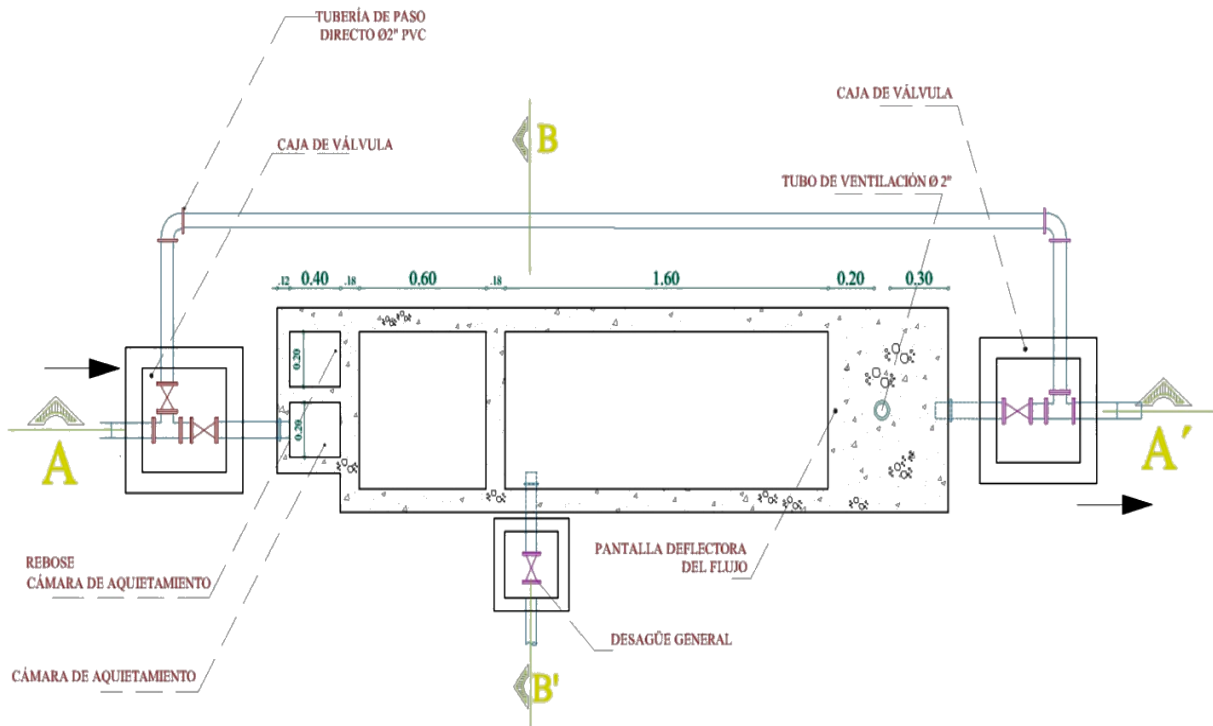 TUBERÍA DE PASO
DIRECTO Ø2" PVC
CAJA DE VÁLVULA
CAJA DE VÁLVULA
B
TUBO DE VENTILACIÓN Ø 2"
.12 0.40 .18 0.60 .18 1.60 0.20 0.30
0.20
0.20
A
A'
REBOSE
CÁMARA DE AQUIETAMIENTO
PANTALLA DEFLECTORA
DEL FLUJO
DESAGÜE GENERAL
CÁMARA DE AQUIETAMIENTO
B'